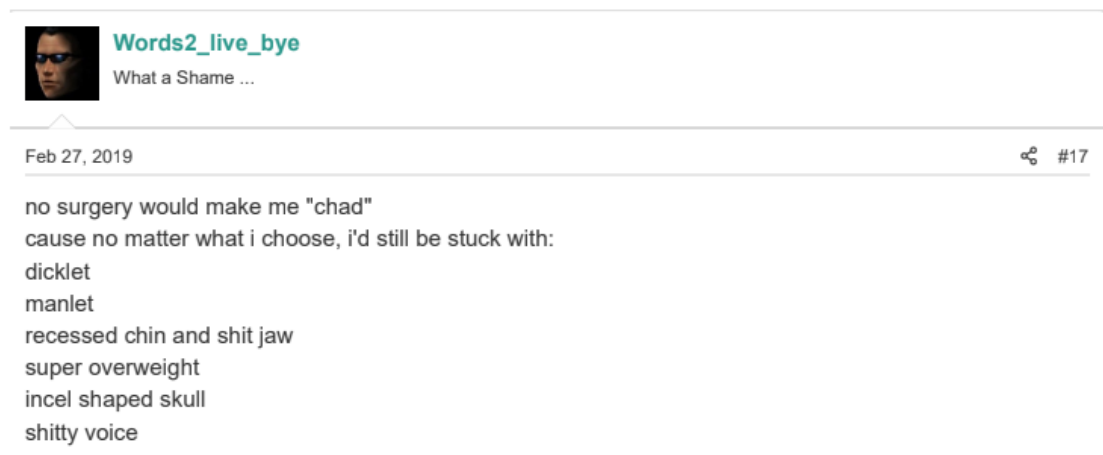 Words2_live_bye
What a Shame ...
Feb 27, 2019 #17
no surgery would make me "chad"
cause no matter what i choose, i'd still be stuck with:
dicklet
manlet
recessed chin and shit jaw
super overweight
incel shaped skull
shitty voice